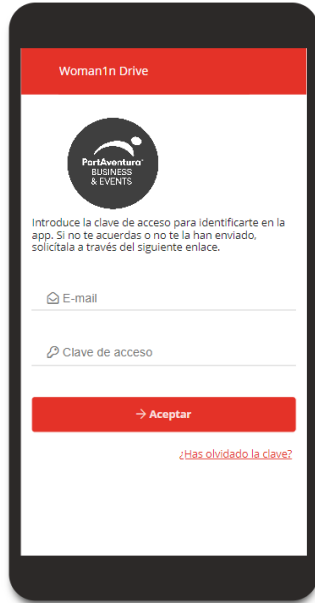 Woman1n Drive
PortAventura®
BUSINESS
& EVENTS
Introduce la clave de acceso para identificarte en la
app. Si no te acuerdas o no te la han enviado,
solicítala a través del siguiente enlace.
E-mail
Clave de acceso
→ Aceptar
¿Has olvidado la clave?